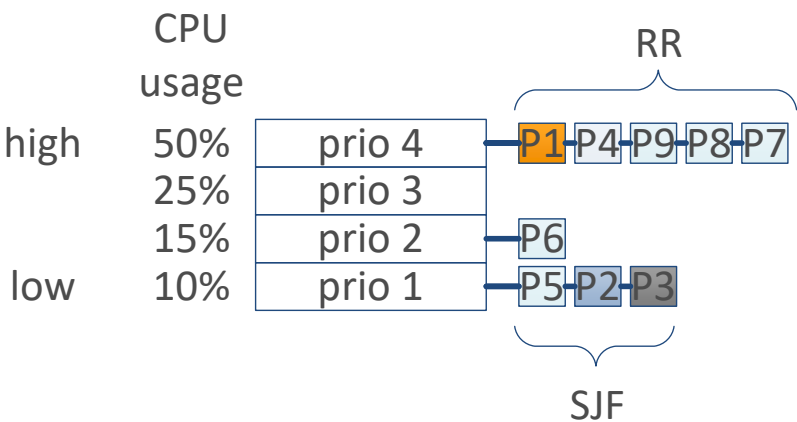 CPU
usage
RR
high 50% prio 4 P1 P4 P9 P8 P7
25% prio 3
15% prio 2 P6
low 10% prio 1 P5 P2 P3
SJF